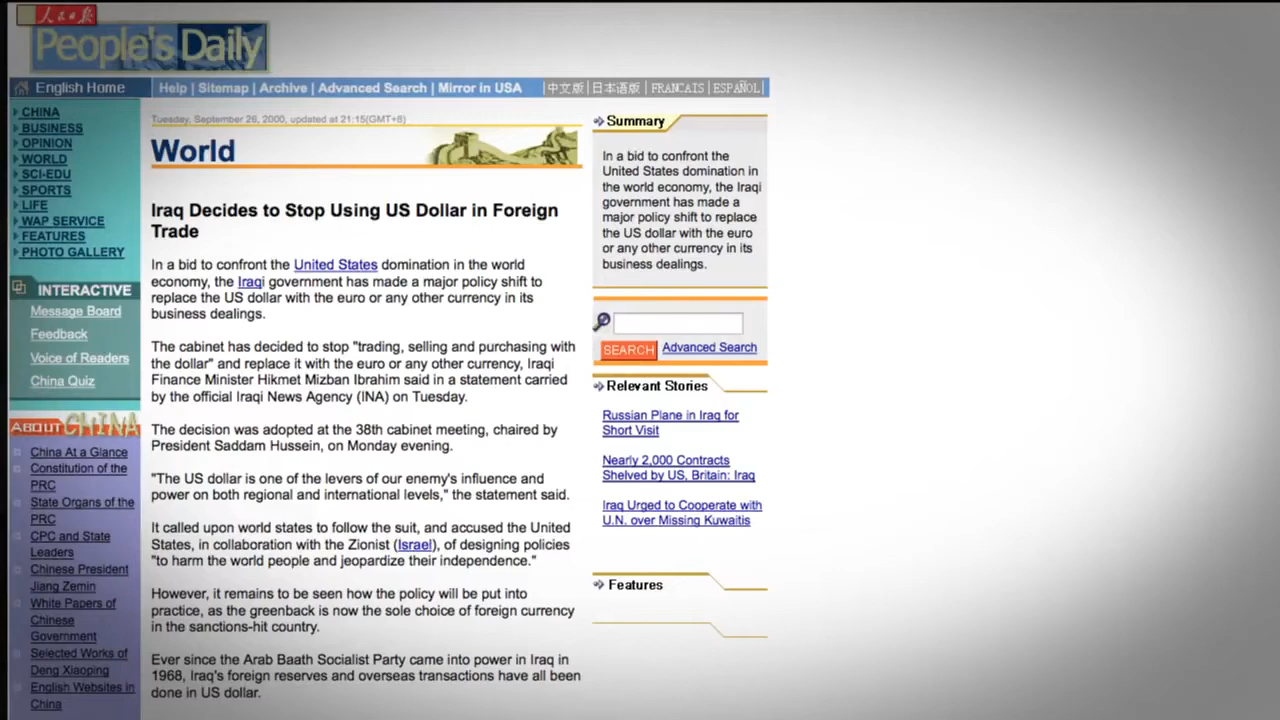 人民日报
People's Daily
English Home
Help | Sitemap | Archive | Advanced Search | Mirror in USA
中文版 | 日本语版 | FRANCAIS | ESPAÑOL |
CHINA
BUSINESS
OPINION
WORLD
SCI-EDU
SPORTS
LIFE
WAP SERVICE
FEATURES
PHOTO GALLERY
INTERACTIVE
Message Board
Feedback
Voice of Readers
China Quiz
ABOUT CHINA
China At a Glance
Constitution of the
PRC
State Organs of the
PRC
CPC and State
Leaders
Chinese President
Jiang Zemin
White Papers of
Chinese
Government
Selected Works of
Deng Xiaoping
English Websites in
China
Tuesday, September 26, 2000, updated at 21:15(GMT+8)
World
Iraq Decides to Stop Using US Dollar in Foreign
Trade
In a bid to confront the United States domination in the world
economy, the Iraqi government has made a major policy shift to
replace the US dollar with the euro or any other currency in its
business dealings.
The cabinet has decided to stop "trading, selling and purchasing with
the dollar" and replace it with the euro or any other currency, Iraqi
Finance Minister Hikmet Mizban Ibrahim said in a statement carried
by the official Iraqi News Agency (INA) on Tuesday.
The decision was adopted at the 38th cabinet meeting, chaired by
President Saddam Hussein, on Monday evening.
"The US dollar is one of the levers of our enemy's influence and
power on both regional and international levels," the statement said.
It called upon world states to follow the suit, and accused the United
States, in collaboration with the Zionist (Israel), of designing policies
"to harm the world people and jeopardize their independence."
However, it remains to be seen how the policy will be put into
practice, as the greenback is now the sole choice of foreign currency
in the sanctions-hit country.
Ever since the Arab Baath Socialist Party came into power in Iraq in
1968, Iraq's foreign reserves and overseas transactions have all been
done in US dollar.
Summary
In a bid to confront the
United States domination in
the world economy, the Iraqi
government has made a
major policy shift to replace
the US dollar with the euro
or any other currency in its
business dealings.
SEARCH Advanced Search
Relevant Stories
Russian Plane in Iraq for
Short Visit
Nearly 2,000 Contracts
Shelved by US, Britain: Iraq
Iraq Urged to Cooperate with
U.N. over Missing Kuwaitis
Features